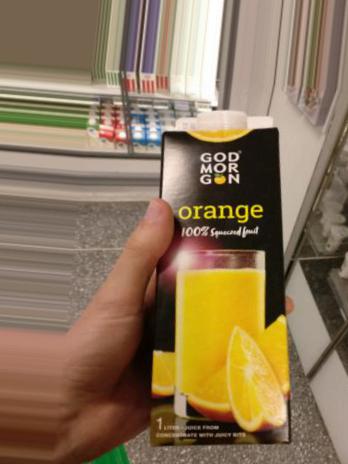 GOD
MOR
GON
orange
100% Squeezed fruit
1 LITER • JUICE FROM
CONCENTRATE WITH JUICY BITS